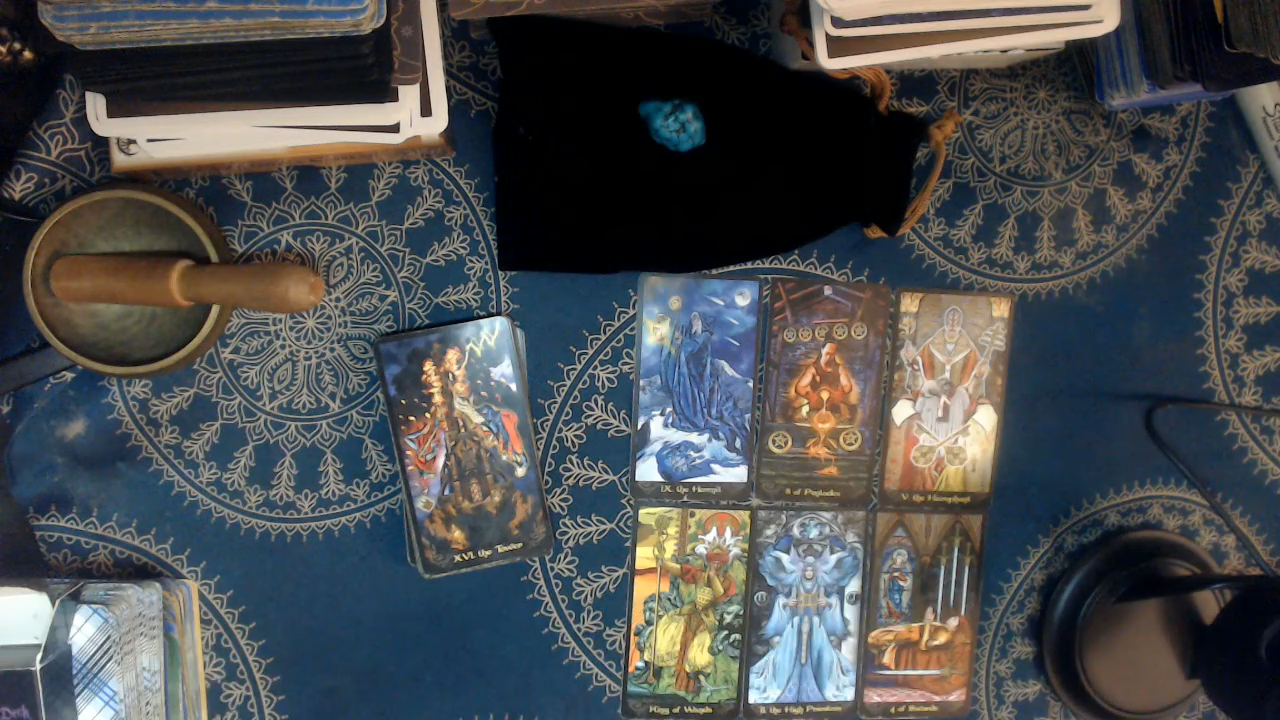 IX. the Hermit
8 of Pentacles
V. the Hierophant
XVI. the Tower
King of Wands
II. the High Priestess
4 of Swords
Deck